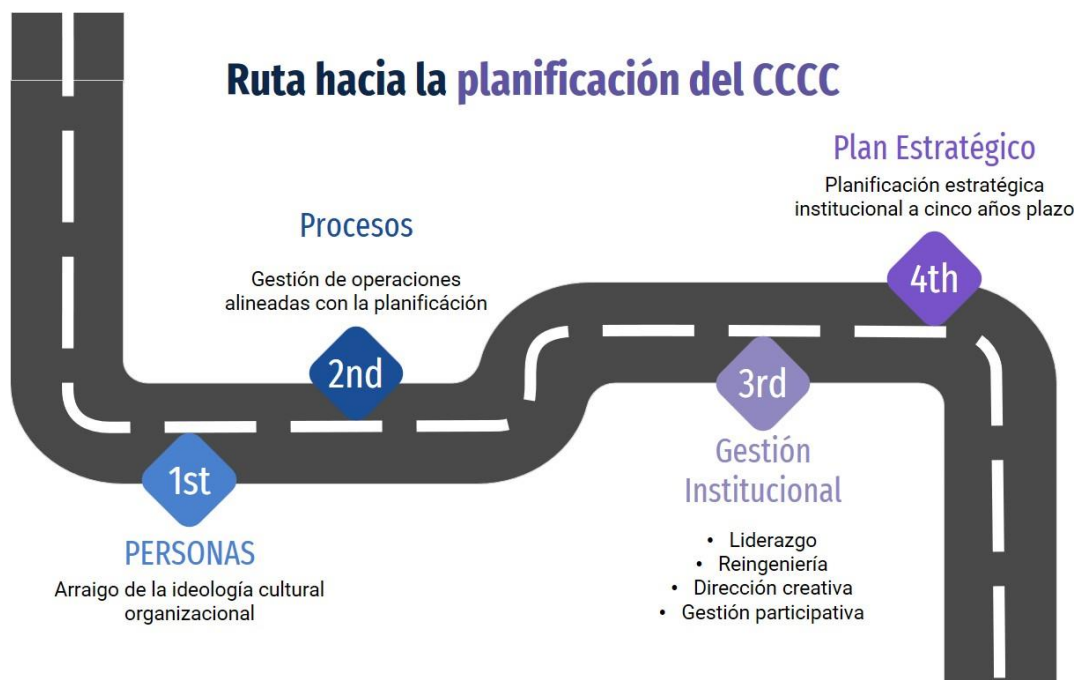 Ruta hacia la planificación del CCCC
1st
PERSONAS
Arraigo de la ideología cultural
organizacional
Procesos
Gestión de operaciones
alineadas con la planificácíón
2nd
3rd
Gestión
Institucional
• Liderazgo
• Reingeniería
• Dirección creativa
• Gestión participativa
Plan Estratégico
Planificación estratégica
institucional a cinco años plazo
4th